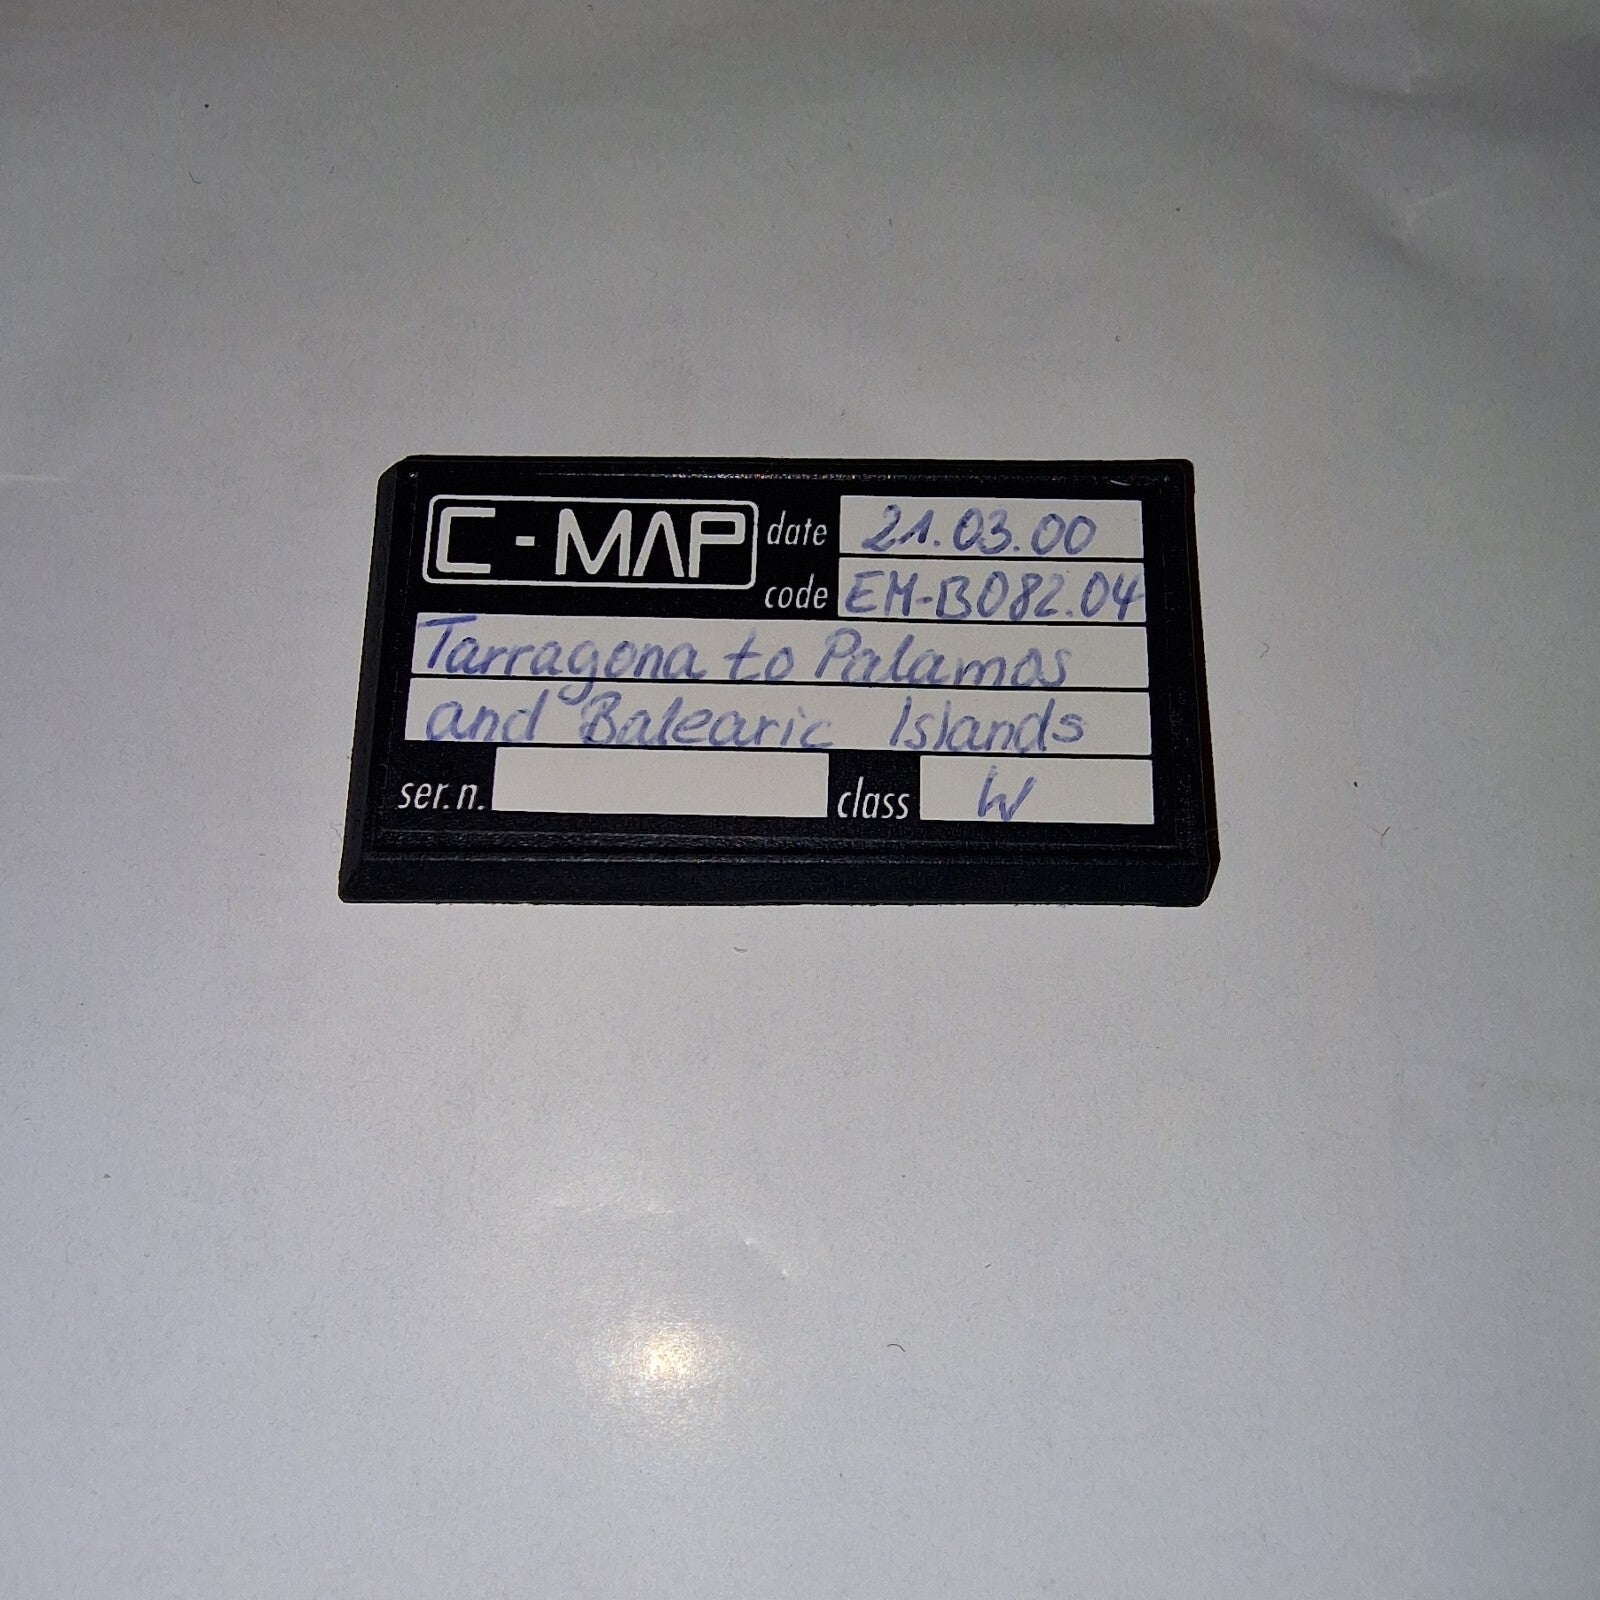 C-MAP date 21.03.00
code EM-B082.04
Tarragona to Palamos
and Balearic Islands
ser. n. class W